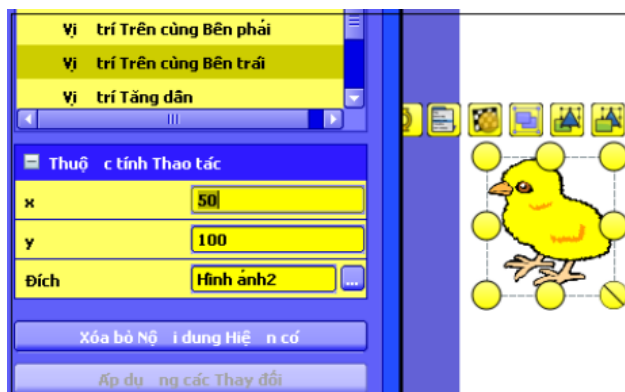 Vị trí Trên cùng Bên phải
Vị trí Trên cùng Bên trái
Vị trí Tăng dần
Thuộ c tính Thao tác
x 50
y 100
Đích Hình ảnh2 ...
Xóa bỏ Nộ i dung Hiệ n có
Áp dụ ng các Thay đổi